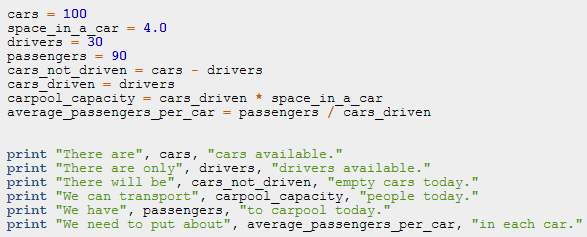 cars = 100
space_in_a_car = 4.0
drivers = 30
passengers = 90
cars_not_driven = cars - drivers
cars_driven = drivers
carpool_capacity = cars_driven * space_in_a_car
average_passengers_per_car = passengers / cars_driven
print "There are", cars, "cars available."
print "There are only", drivers, "drivers available."
print "There will be", cars_not_driven, "empty cars today."
print "We can transport", carpool_capacity, "people today."
print "We have", passengers, "to carpool today."
print "We need to put about", average_passengers_per_car, "in each car."